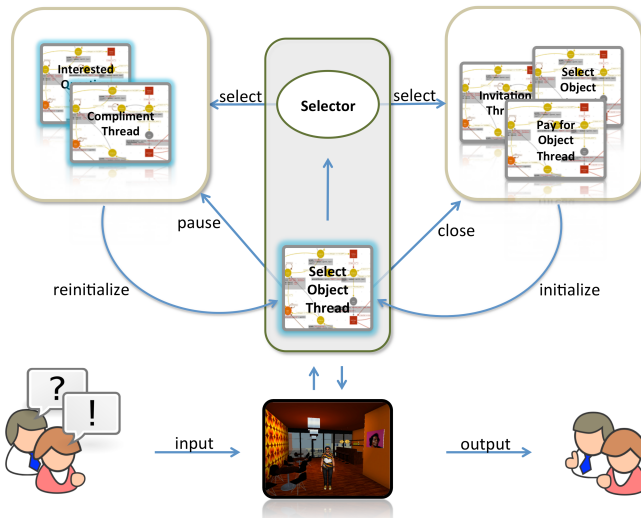 Interested
Compliment
Thread
select
Selector
select
Select
Object
Invitation
Pay for
Object
Thread
pause
close
reinitialize
Select
Object
Thread
initialize
?
!
input
output